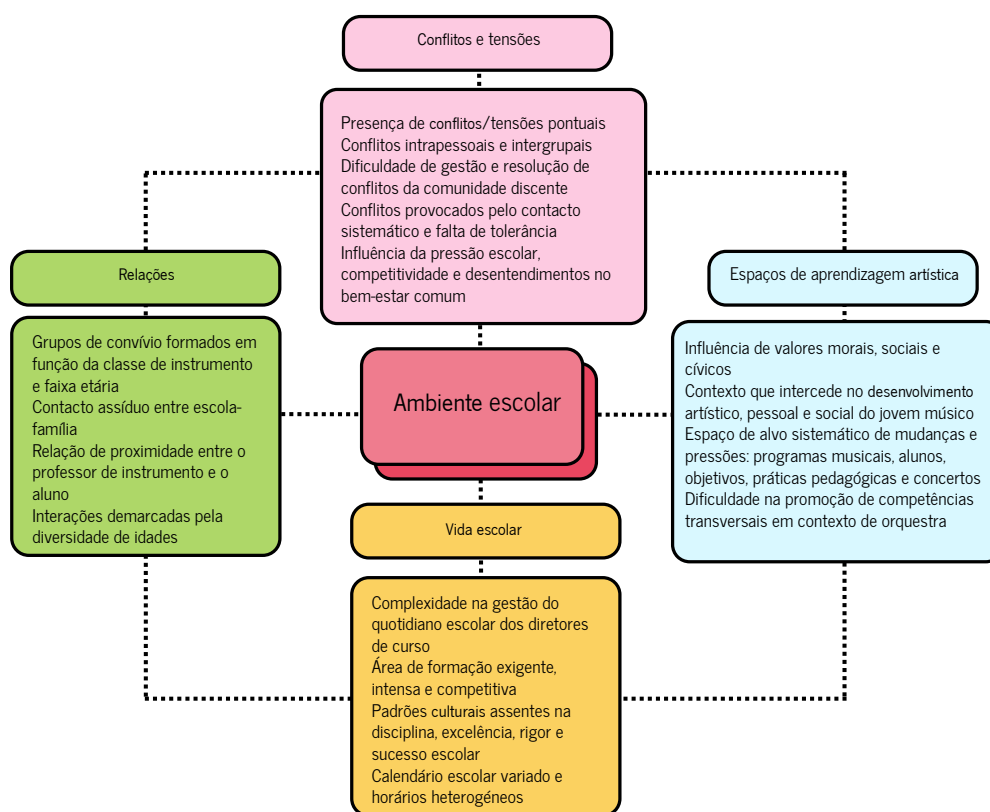 Conflitos e tensões
Presença de conflitos/tensões pontuais
Conflitos intrapessoais e intergrupais
Dificuldade de gestão e resolução de
conflitos da comunidade discente
Conflitos provocados pelo contacto
sistemático e falta de tolerância
Influência da pressão escolar,
competitividade e desentendimentos no
bem-estar comum
Relações
Grupos de convívio formados em
função da classe de instrumento
e faixa etária
Contacto assíduo entre escola-
família
Relação de proximidade entre o
professor de instrumento e o
aluno
Interações demarcadas pela
diversidade de idades
Ambiente escolar
Espaços de aprendizagem artística
Influência de valores morais, sociais e
cívicos
Contexto que intercede no desenvolvimento
artístico, pessoal e social do jovem músico
Espaço de alvo sistemático de mudanças e
pressões: programas musicais, alunos,
objetivos, práticas pedagógicas e concertos
Dificuldade na promoção de competências
transversais em contexto de orquestra
Vida escolar
Complexidade na gestão do
quotidiano escolar dos diretores
de curso
Área de formação exigente,
intensa e competitiva
Padrões culturais assentes na
disciplina, excelência, rigor e
sucesso escolar
Calendário escolar variado e
horários heterogéneos